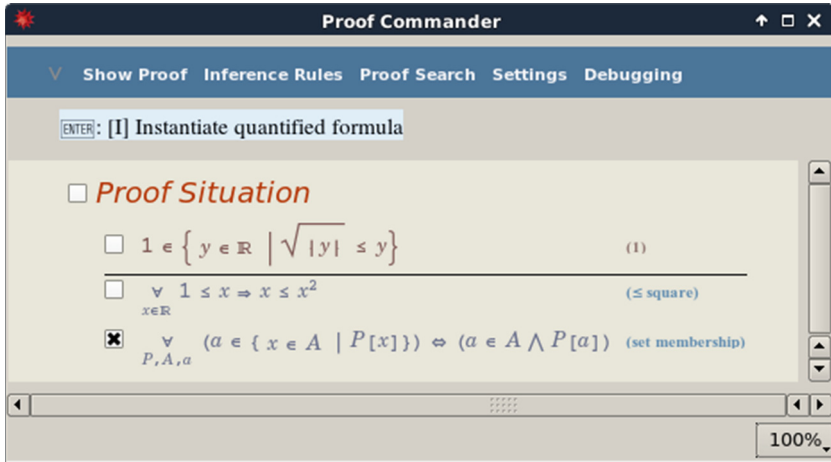 Proof Commander
V Show Proof Inference Rules Proof Search Settings Debugging
ENTER: [I] Instantiate quantified formula
Proof Situation
1 ∈ { y ∈ ℝ | √|y| ≤ y} (1)
∀ 1 ≤ x ⇒ x ≤ x² (≤ square)
x∈ℝ
∀ (a ∈ { x ∈ A | P[x]}) ⇔ (a ∈ A ⋀ P[a]) (set membership)
P,A,a
100%